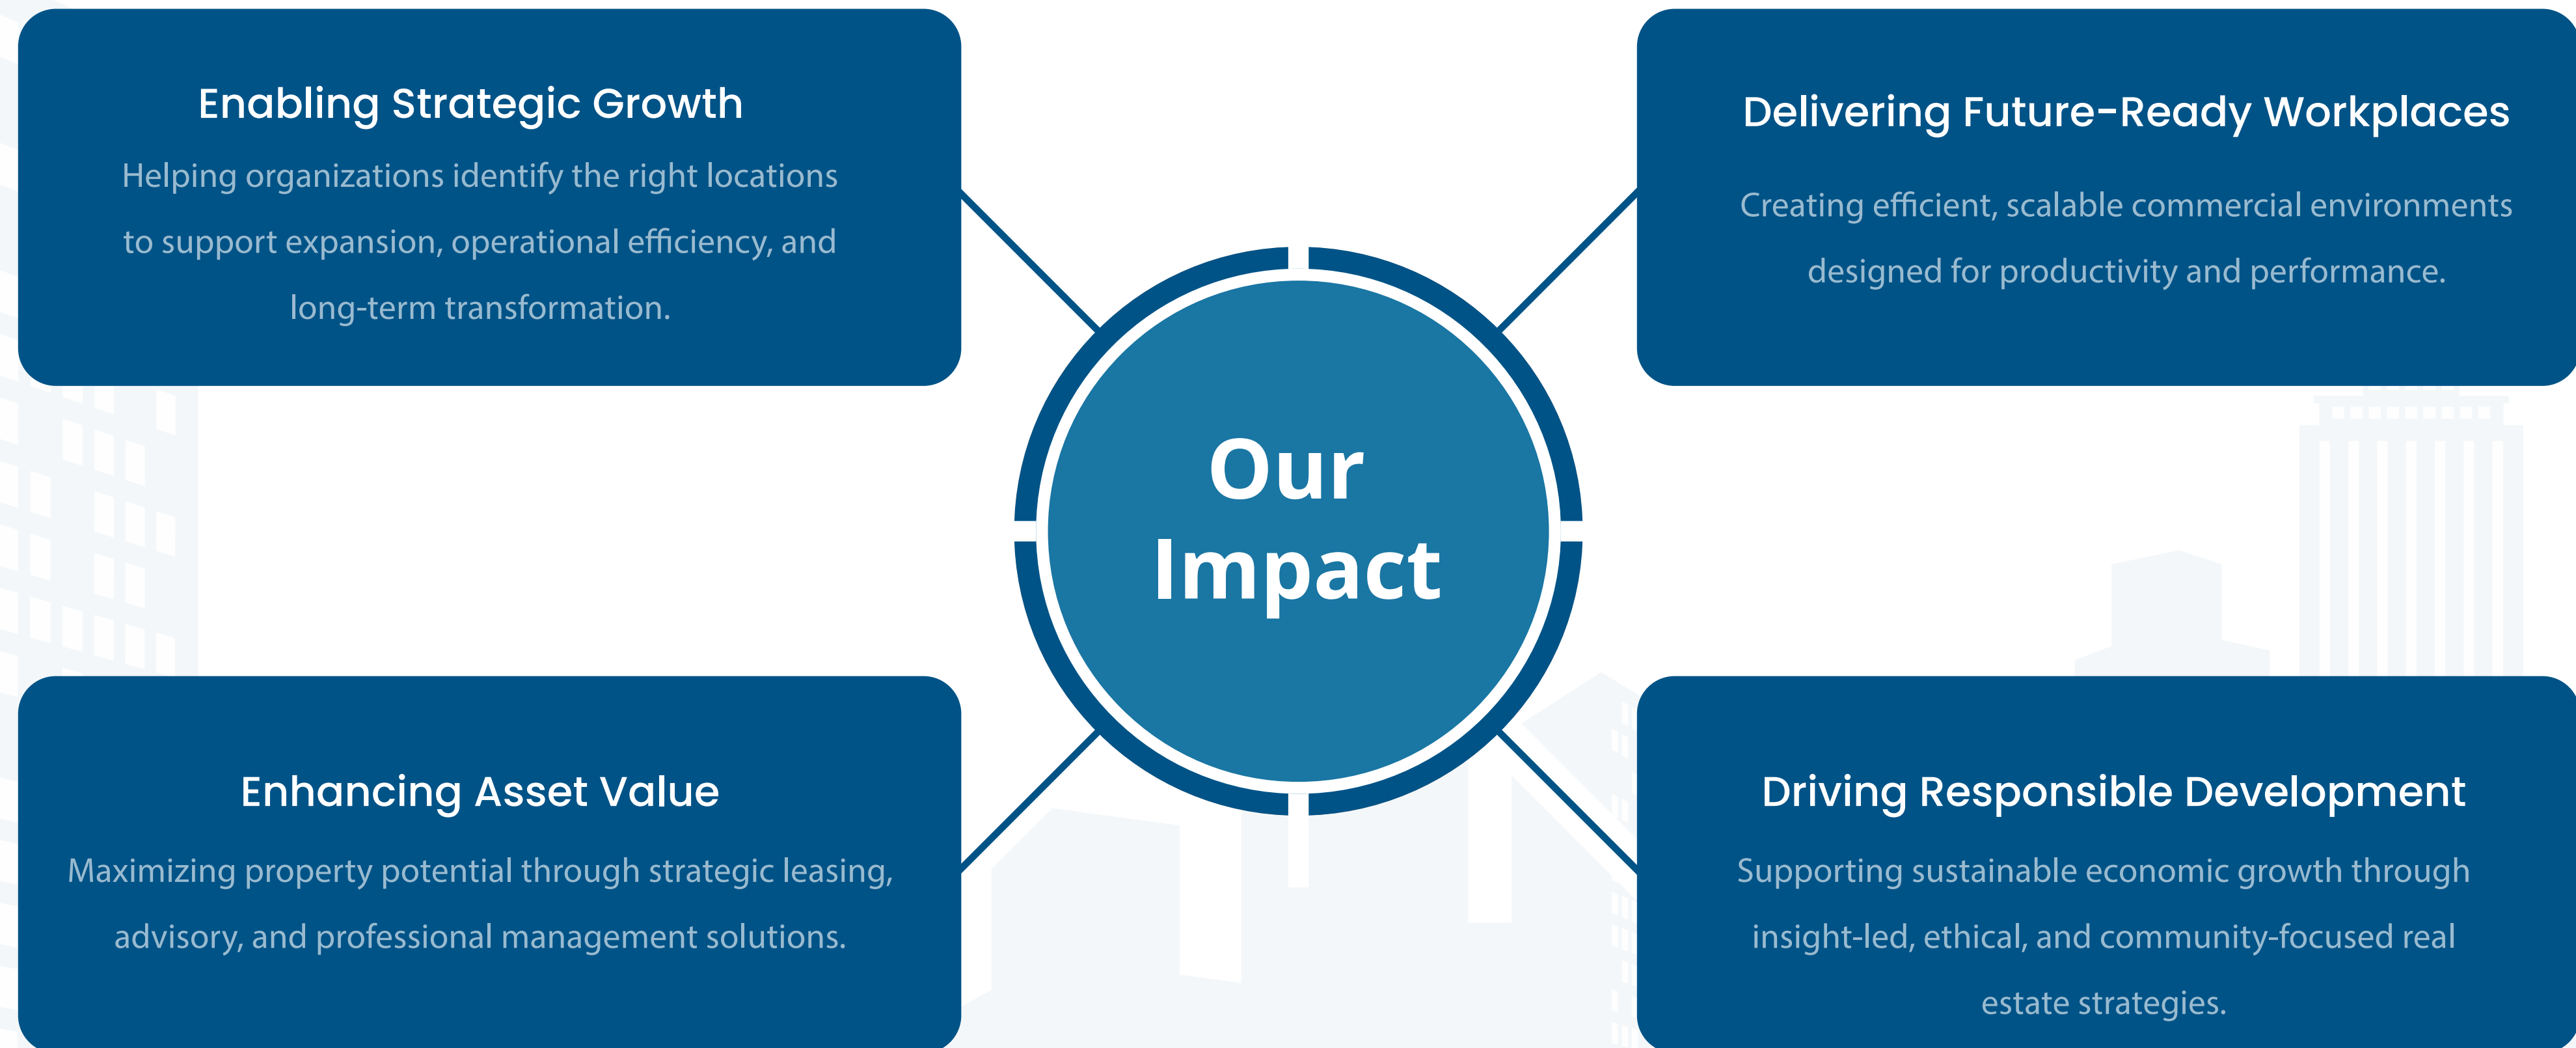 Enabling Strategic Growth
Helping organizations identify the right locations
to support expansion, operational efficiency, and
long-term transformation.
Delivering Future-Ready Workplaces
Creating efficient, scalable commercial environments
designed for productivity and performance.
Our
Impact
Enhancing Asset Value
Maximizing property potential through strategic leasing,
advisory, and professional management solutions.
Driving Responsible Development
Supporting sustainable economic growth through
insight-led, ethical, and community-focused real
estate strategies.